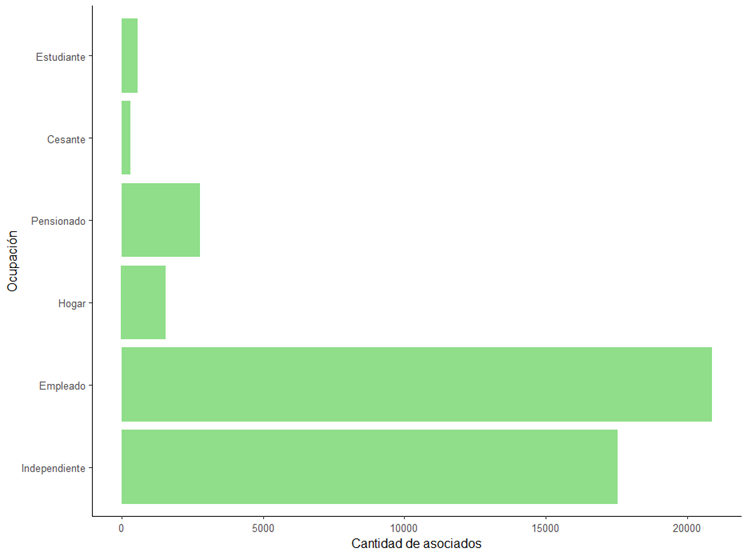 Estudiante
Cesante
Pensionado
Hogar
Empleado
Independiente
Ocupación
0 5000 10000 15000 20000
Cantidad de asociados